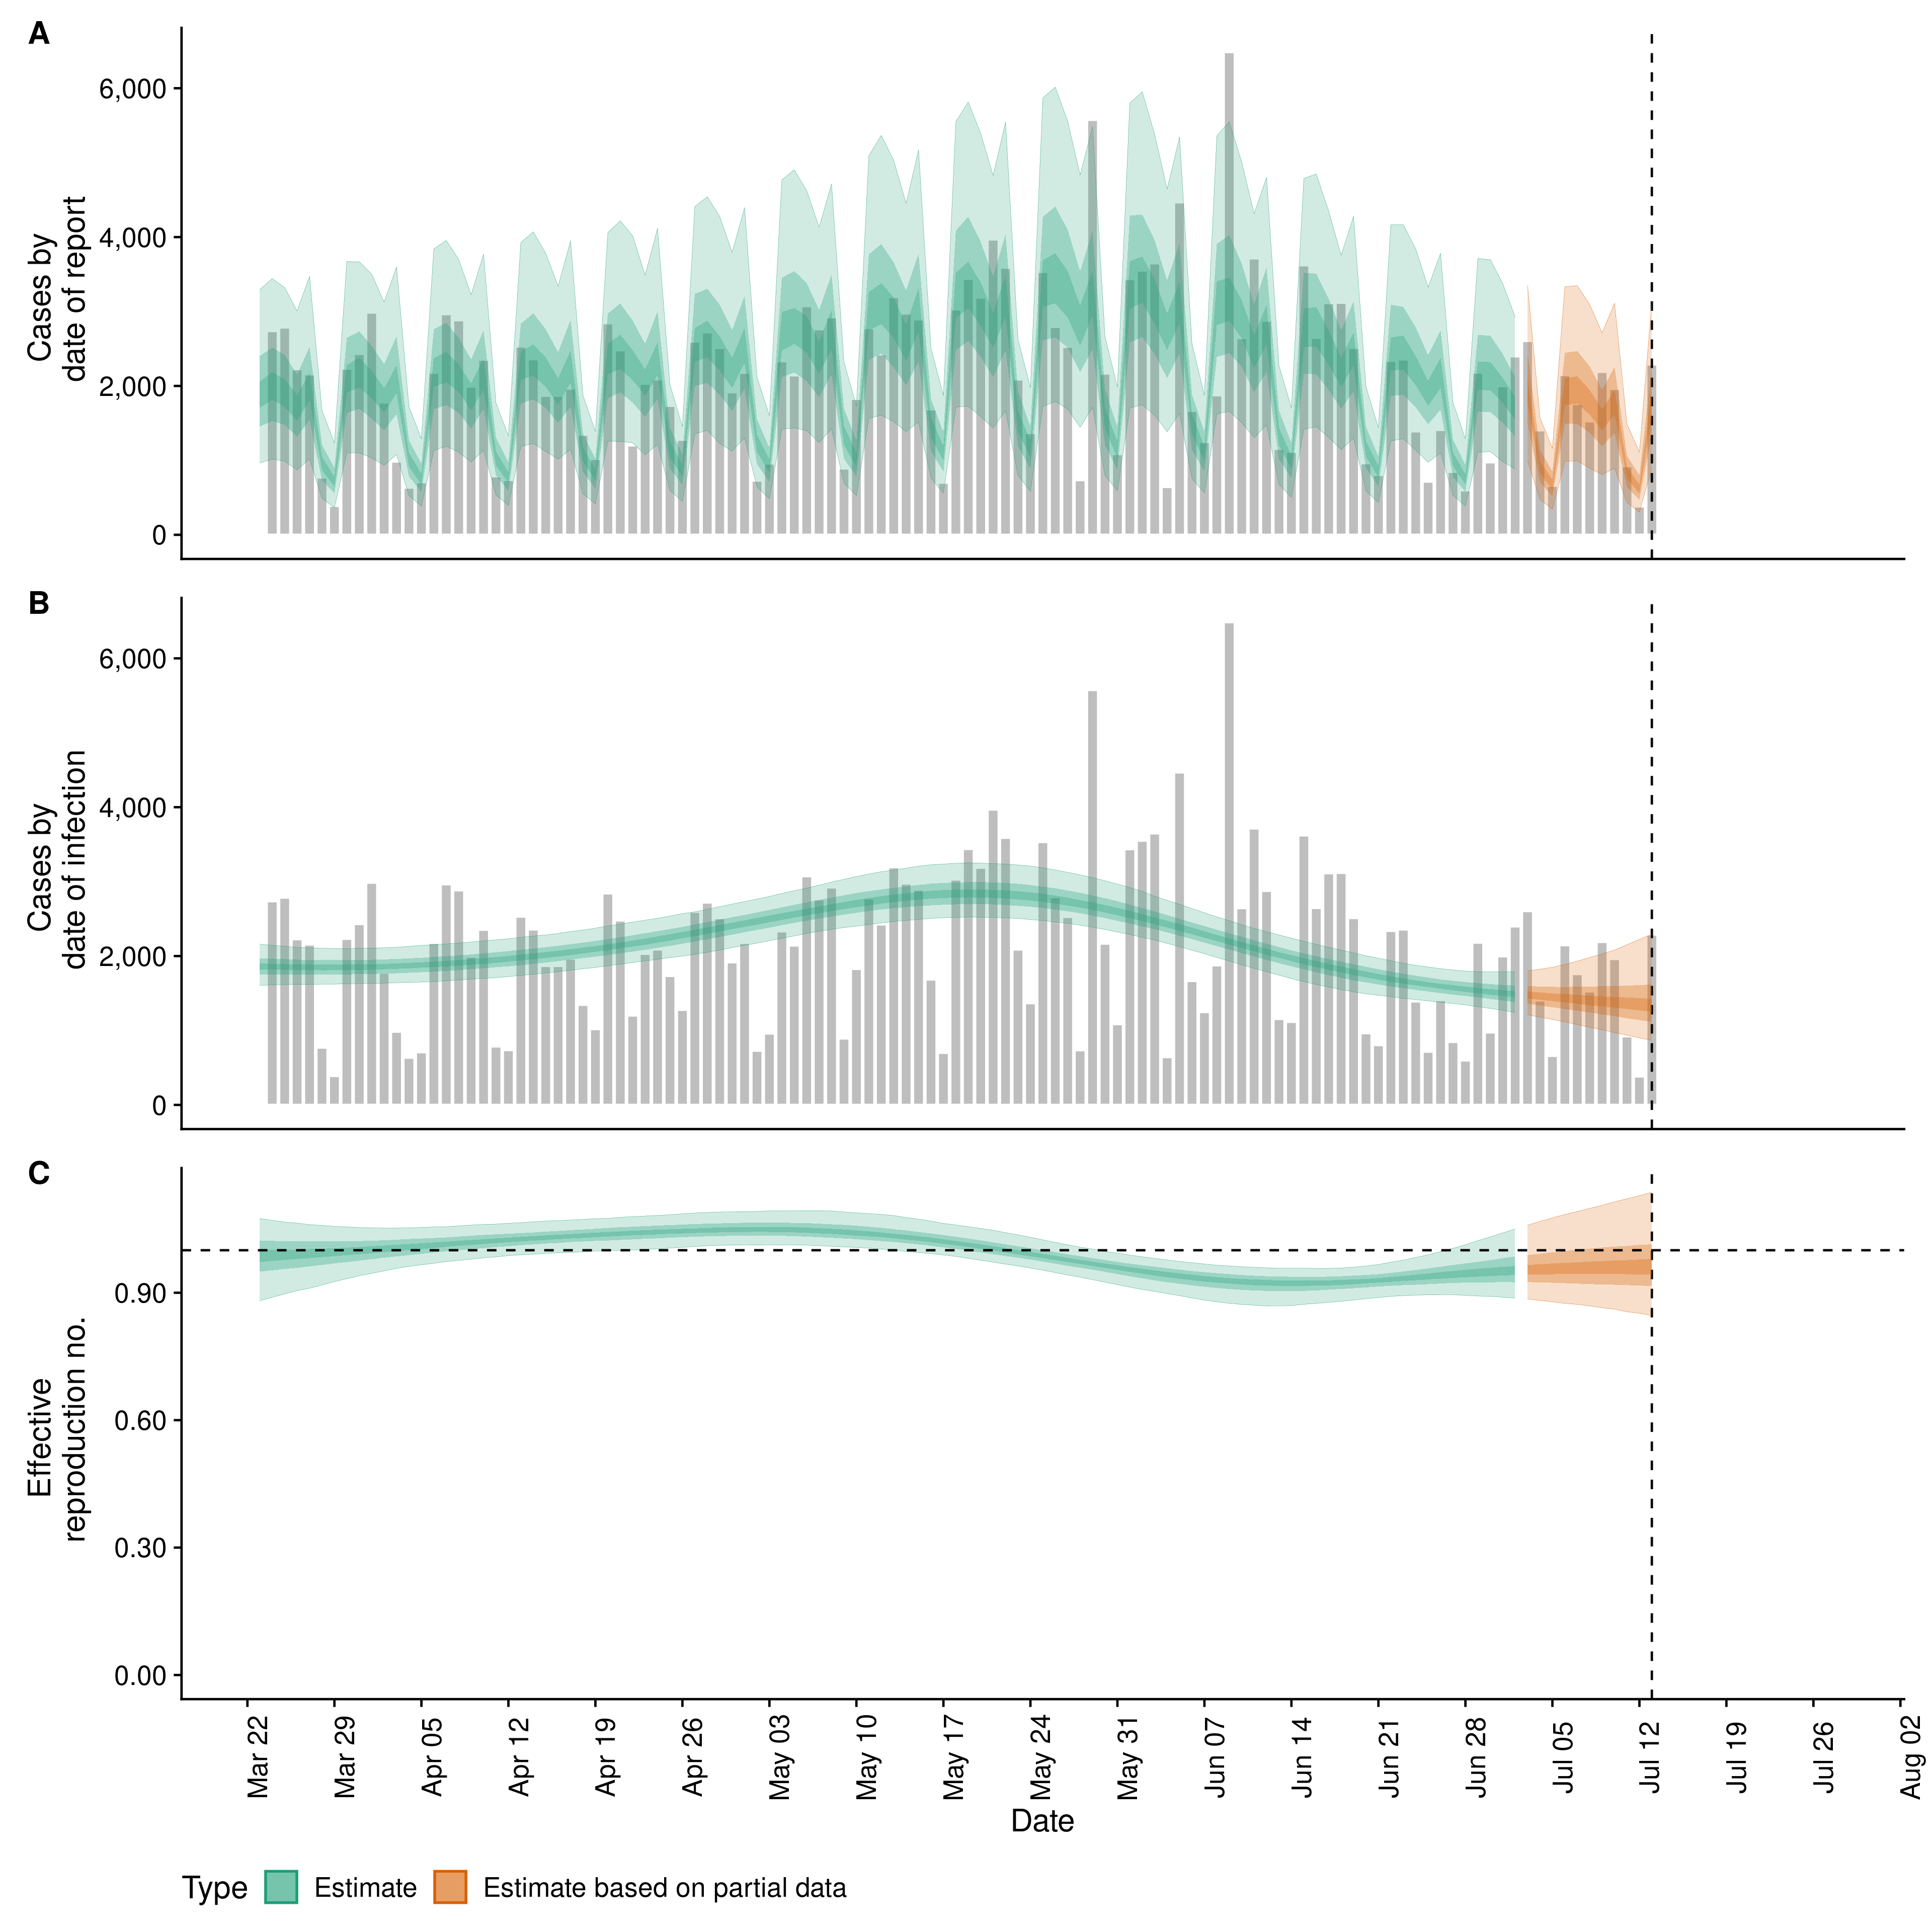 A
Cases by
date of report
6,000
4,000
2,000
0
B
Cases by
date of infection
6,000
4,000
2,000
0
C
Effective
reproduction no.
0.90
0.60
0.30
0.00
Mar 22
Mar 29
Apr 05
Apr 12
Apr 19
Apr 26
May 03
May 10
May 17
May 24
May 31
Jun 07
Jun 14
Jun 21
Jun 28
Jul 05
Jul 12
Jul 19
Jul 26
Aug 02
Date
Type Estimate Estimate based on partial data